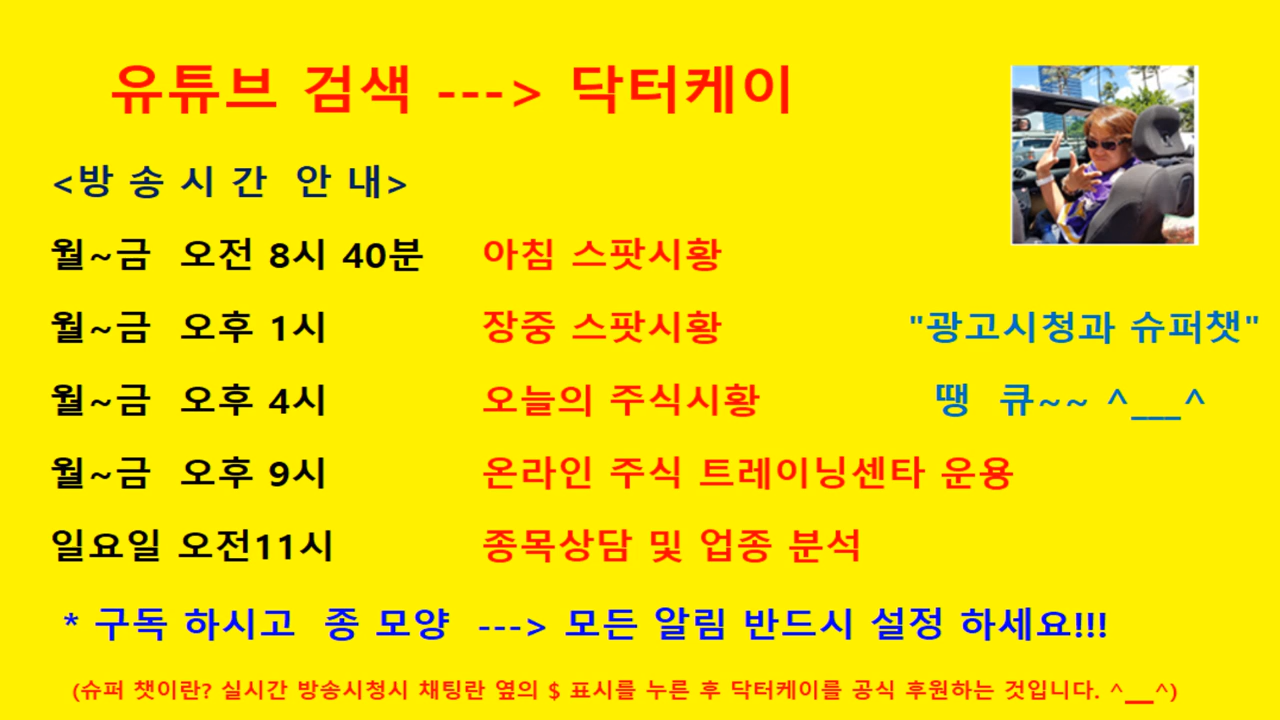 유튜브 검색 ---> 닥터케이
<방 송 시 간 안 내>
월~금 오전 8시 40분 아침 스팟시황
월~금 오후 1시 장중 스팟시황 "광고시청과 슈퍼챗"
월~금 오후 4시 오늘의 주식시황 땡 큐~~ ^___^
월~금 오후 9시 온라인 주식 트레이닝센타 운용
일요일 오전11시 종목상담 및 업종 분석
* 구독 하시고 종 모양 ---> 모든 알림 반드시 설정 하세요!!!
(슈퍼 챗이란? 실시간 방송시청시 채팅란 옆의 $ 표시를 누른 후 닥터케이를 공식 후원하는 것입니다. ^__^)